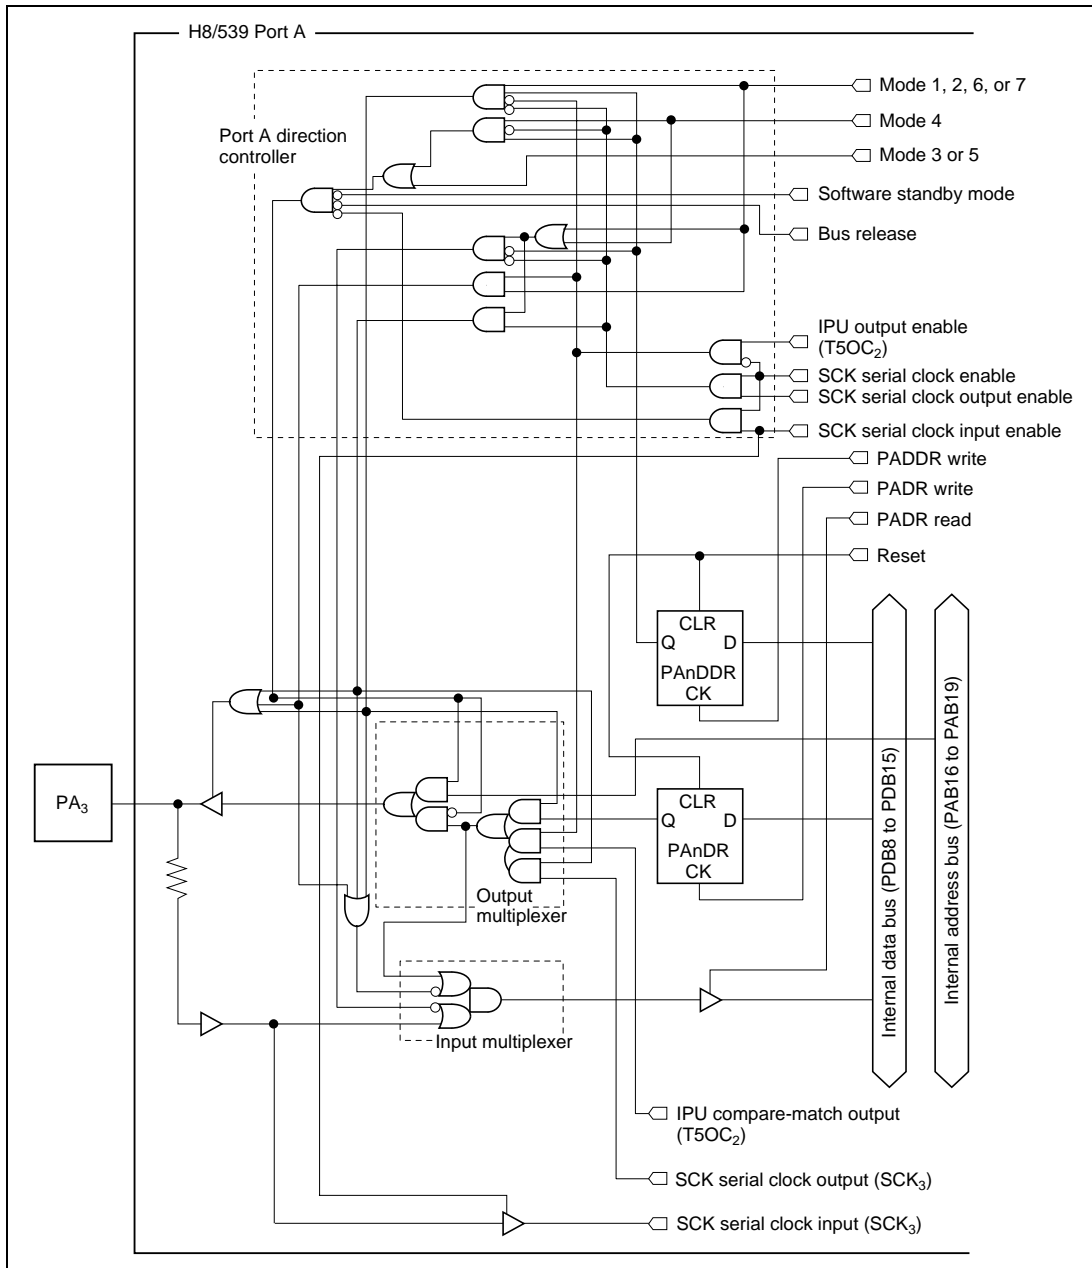 H8/539 Port A
Port A direction
controller
Mode 1, 2, 6, or 7
Mode 4
Mode 3 or 5
Software standby mode
Bus release
IPU output enable
(T5OC2)
SCK serial clock enable
SCK serial clock output enable
SCK serial clock input enable
PADDR write
PADR write
PADR read
Reset
CLR
Q D
PAnDDR
CK
CLR
Q D
PAnDR
CK
Internal data bus (PDB8 to PDB15)
Internal address bus (PAB16 to PAB19)
PA3
Output
multiplexer
Input multiplexer
IPU compare-match output
(T5OC2)
SCK serial clock output (SCK3)
SCK serial clock input (SCK3)